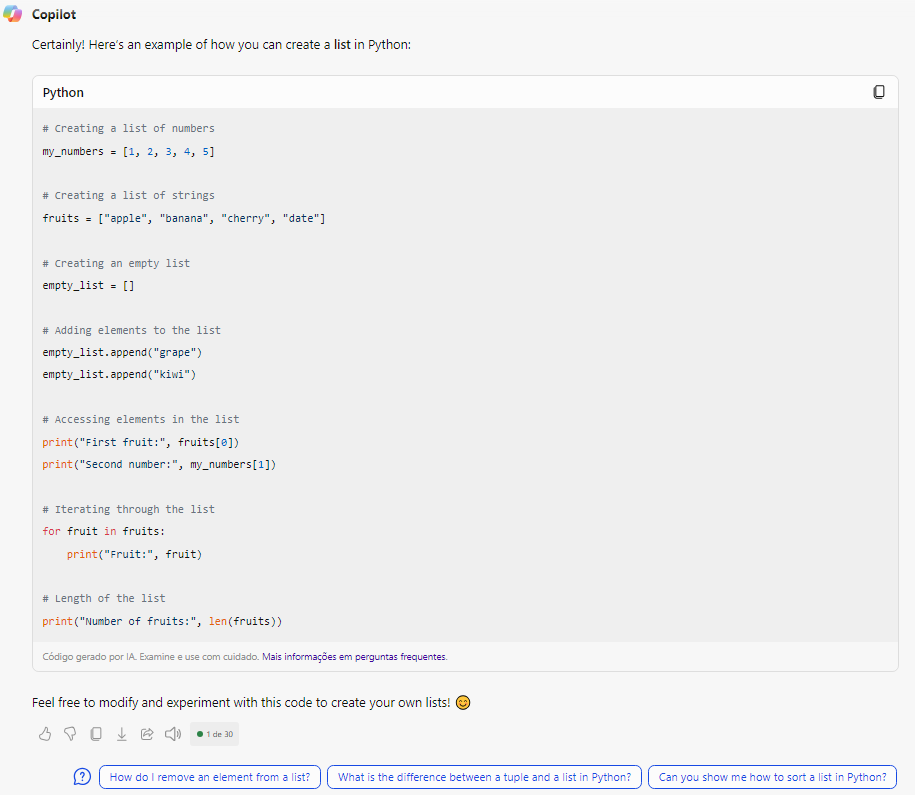 Copilot
Certainly! Here's an example of how you can create a list in Python:
Python
# Creating a list of numbers
my_numbers = [1, 2, 3, 4, 5]
# Creating a list of strings
fruits = ["apple", "banana", "cherry", "date"]
# Creating an empty list
empty_list = []
# Adding elements to the list
empty_list.append("grape")
empty_list.append("kiwi")
# Accessing elements in the list
print("First fruit:", fruits[0])
print("Second number:", my_numbers[1])
# Iterating through the list
for fruit in fruits:
    print("Fruit:", fruit)
# Length of the list
print("Number of fruits:", len(fruits))
Código gerado por IA. Examine e use com cuidado. Mais informações em perguntas frequentes.
Feel free to modify and experiment with this code to create your own lists! 😊
1 de 30
How do I remove an element from a list? What is the difference between a tuple and a list in Python? Can you show me how to sort a list in Python?